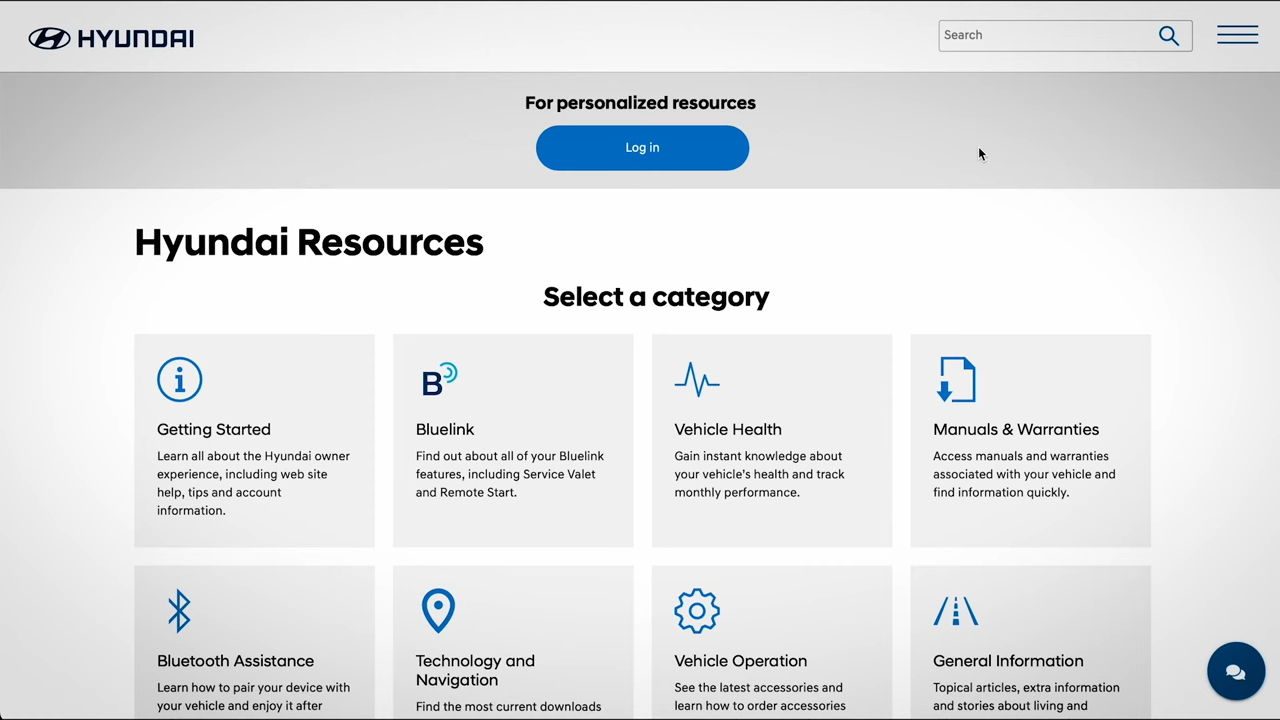 HYUNDAI
Search
For personalized resources
Log in
Hyundai Resources
Select a category
Getting Started
Learn all about the Hyundai owner
experience, including web site
help, tips and account
information.
B
Bluelink
Find out about all of your Bluelink
features, including Service Valet
and Remote Start.
Vehicle Health
Gain instant knowledge about
your vehicle's health and track
monthly performance.
Manuals & Warranties
Access manuals and warranties
associated with your vehicle and
find information quickly.
Bluetooth Assistance
Learn how to pair your device with
your vehicle and enjoy it after
Technology and
Navigation
Find the most current downloads
Vehicle Operation
See the latest accessories and
learn how to order accessories
General Information
Topical articles, extra information
and stories about living and